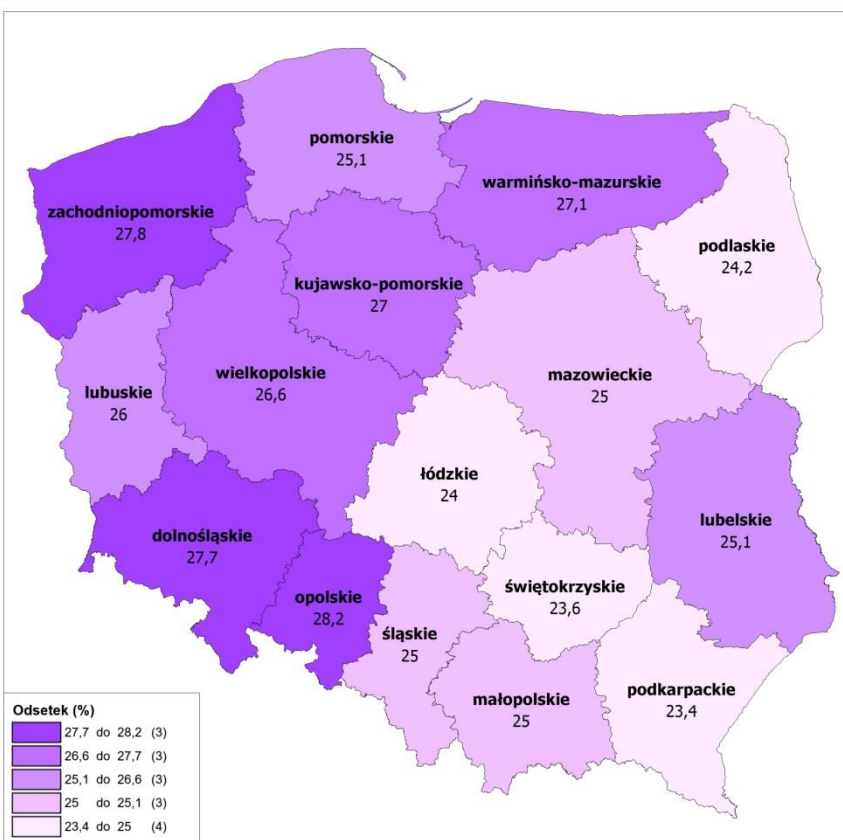 pomorskie
25,1
warmińsko-mazurskie
27,1
zachodniopomorskie
27,8
podlaskie
24,2
kujawsko-pomorskie
27
wielkopolskie
26,6
mazowieckie
25
lubuskie
26
łódzkie
24
lubelskie
25,1
dolnośląskie
27,7
opolskie
28,2
świętokrzyskie
23,6
śląskie
25
małopolskie
25
podkarpackie
23,4
Odsetek (%)
27,7 do 28,2 (3)
26,6 do 27,7 (3)
25,1 do 26,6 (3)
25 do 25,1 (3)
23,4 do 25 (4)